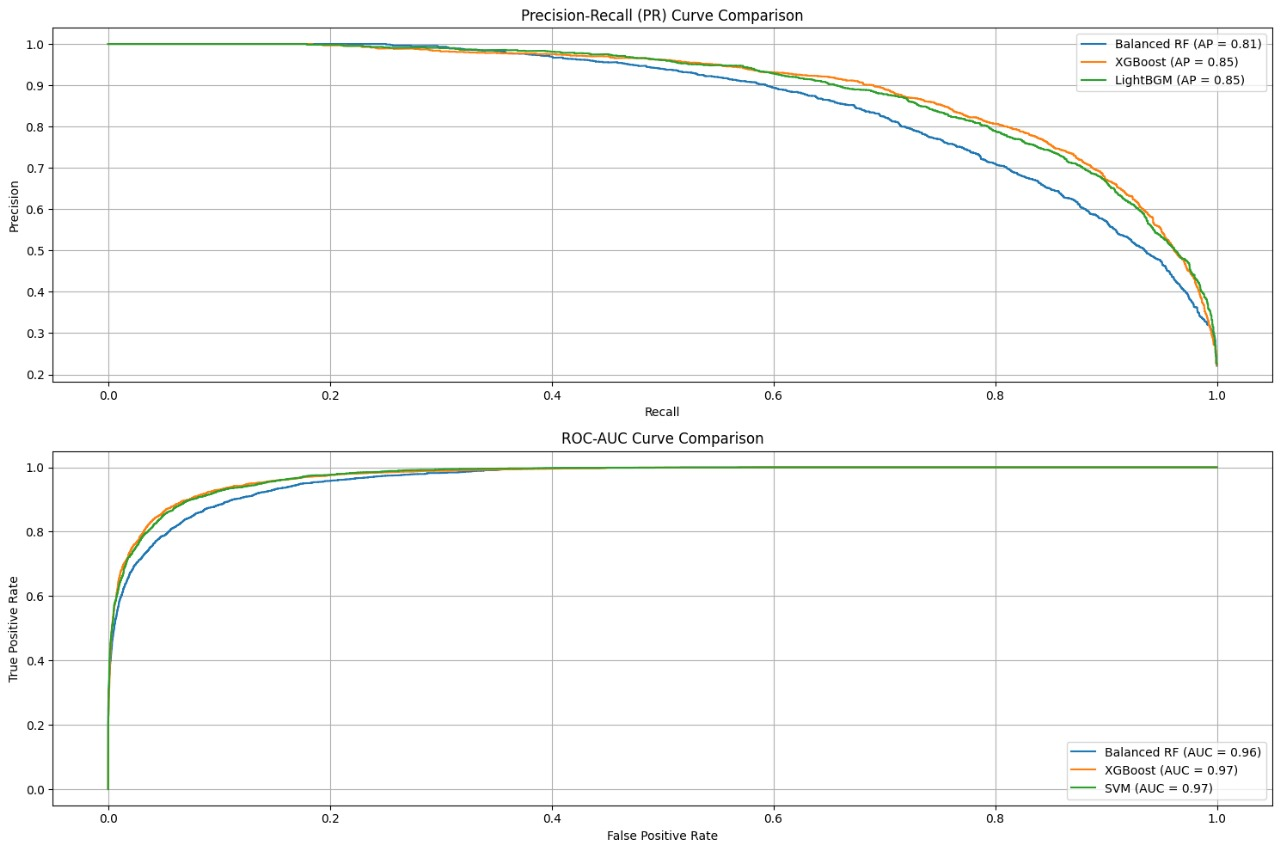 Precision-Recall (PR) Curve Comparison
1.0
0.9
0.8
0.7
0.6
0.5
0.4
0.3
0.2
Precision
Balanced RF (AP = 0.81)
XGBoost (AP = 0.85)
LightBGM (AP = 0.85)
0.0 0.2 0.4 0.6 0.8 1.0
Recall
ROC-AUC Curve Comparison
1.0
0.8
0.6
0.4
0.2
0.0
True Positive Rate
Balanced RF (AUC = 0.96)
XGBoost (AUC = 0.97)
SVM (AUC = 0.97)
0.0 0.2 0.4 0.6 0.8 1.0
False Positive Rate